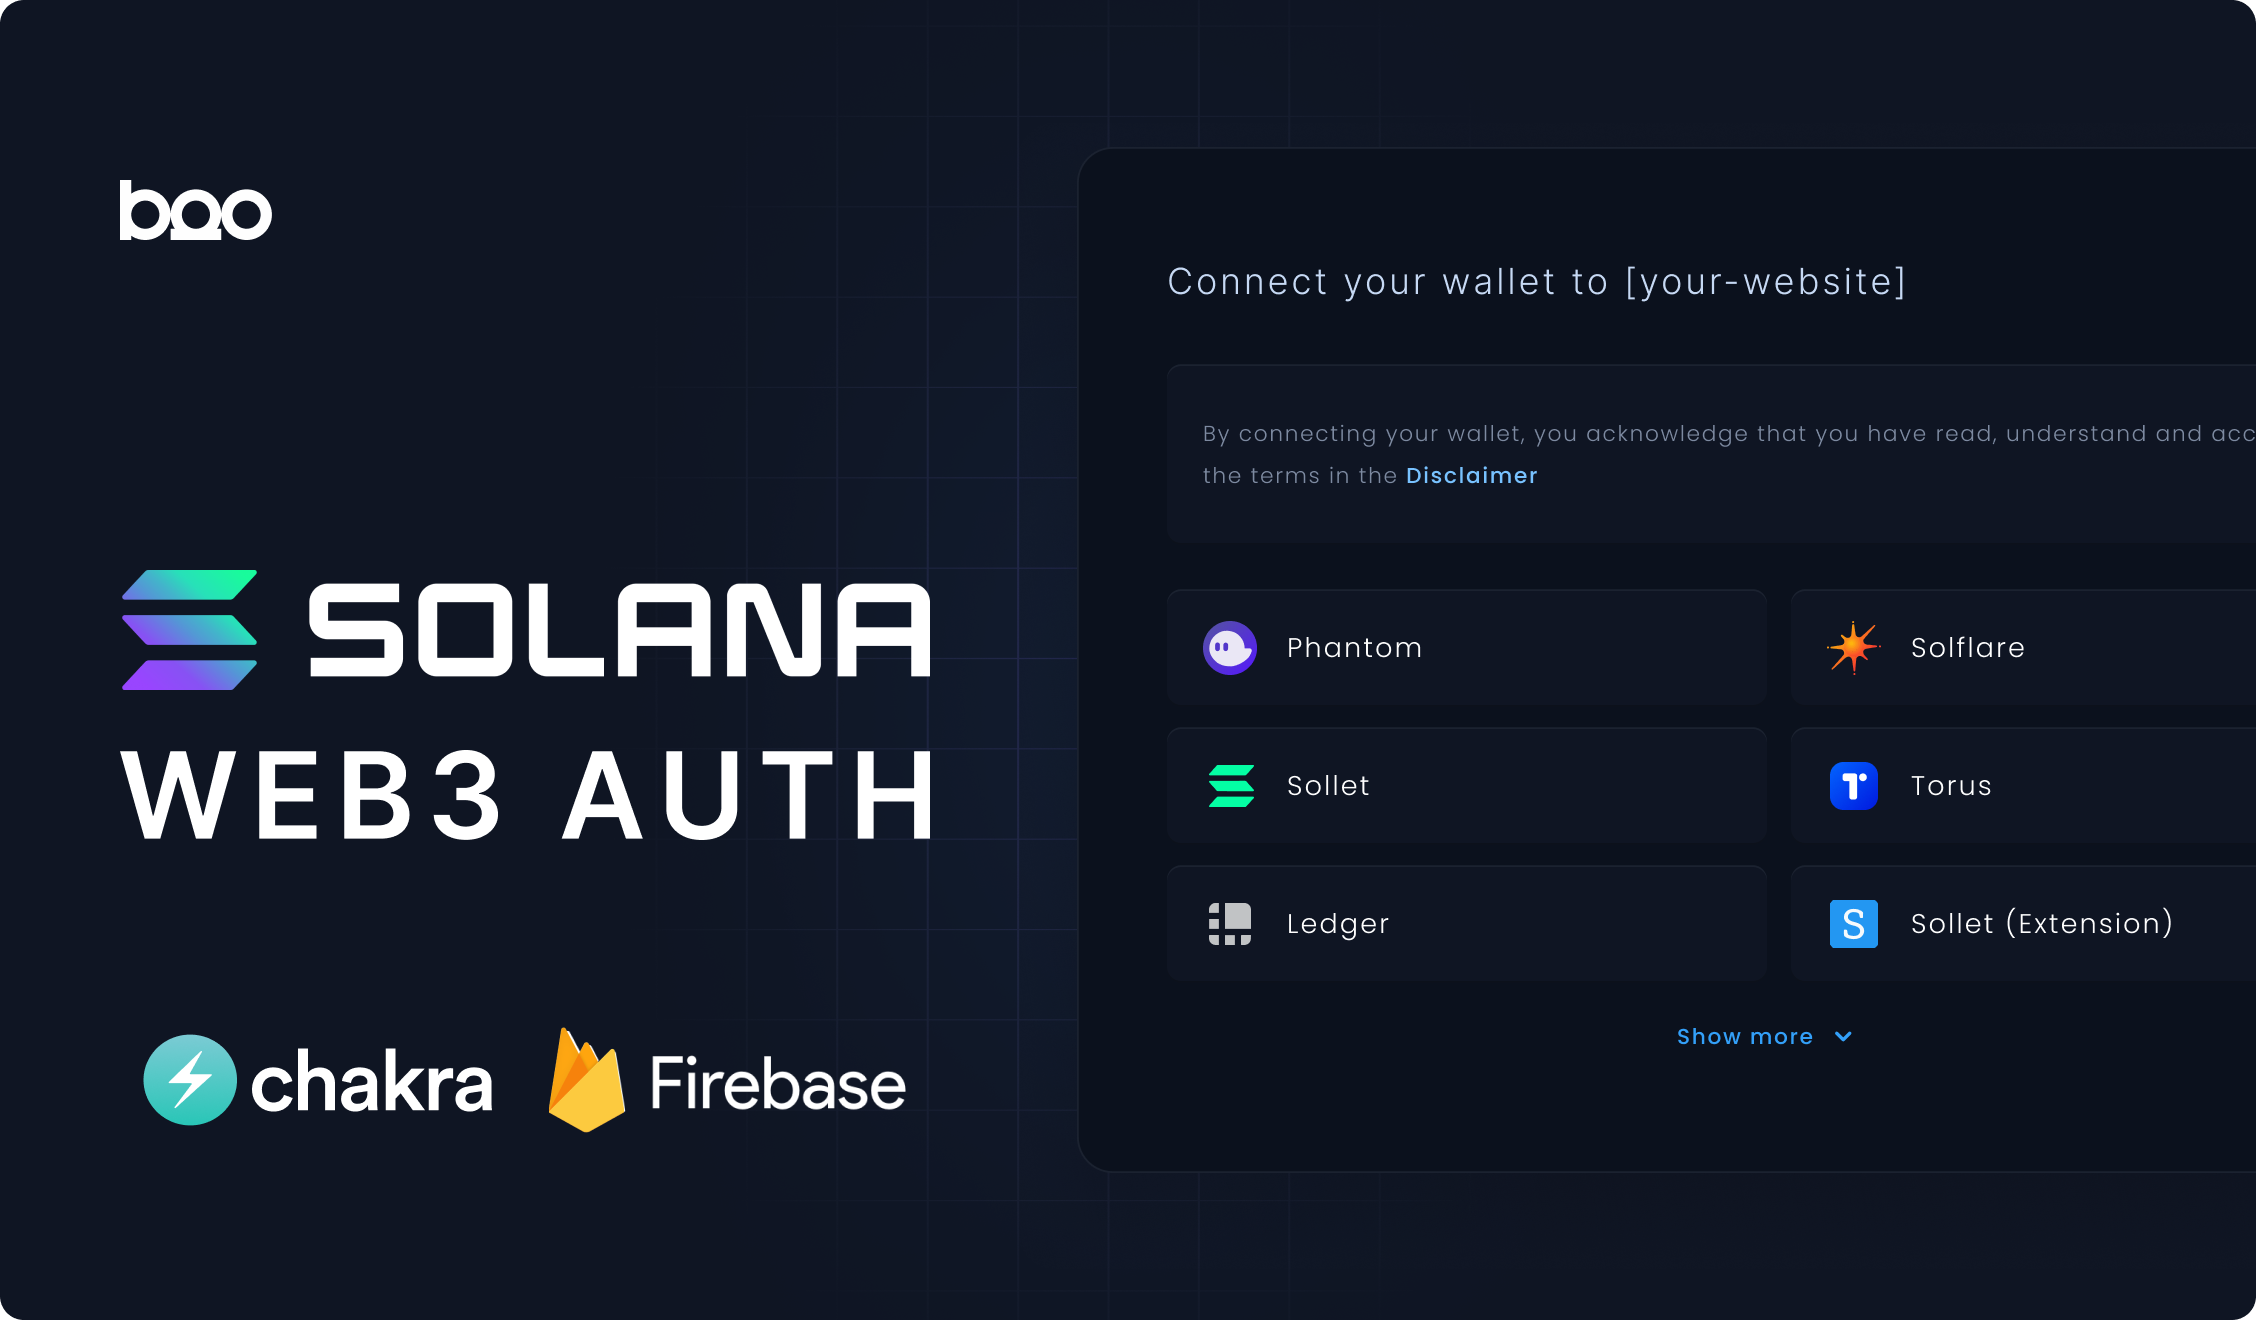 boo
SOLANA
WEB3 AUTH
chakra
Firebase
Connect your wallet to [your-website]
By connecting your wallet, you acknowledge that you have read, understand and acc
the terms in the Disclaimer
Phantom
Solflare
Sollet
Torus
Ledger
S
Sollet (Extension)
Show more